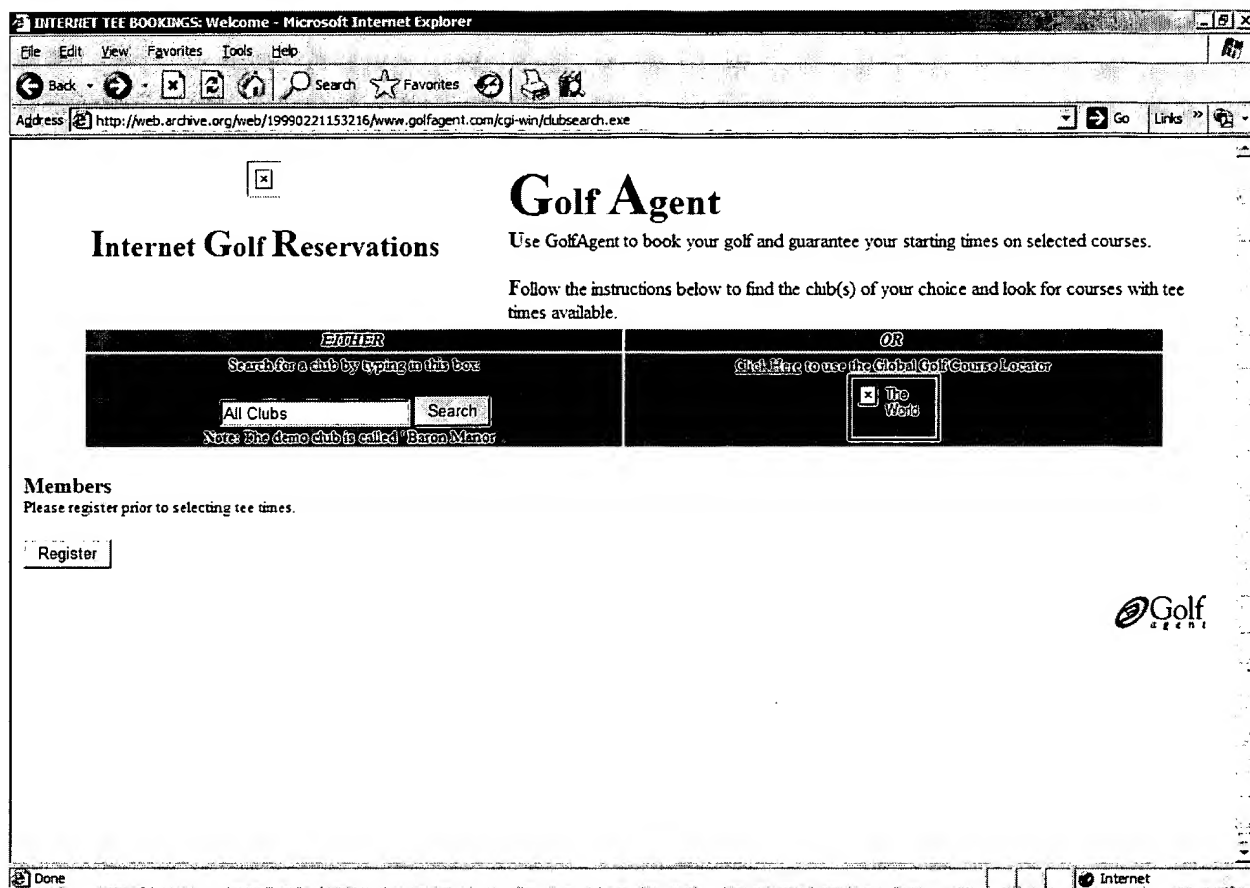 INTERNET TEE BOOKINGS: Welcome - Microsoft Internet Explorer
File Edit View Favorites Tools Help
Back Search Favorites
Address http://web.archive.org/web/19990221153216/www.golfagent.com/cgi-win/clubsearch.exe Go Links »
Internet Golf Reservations
Golf Agent
Use GolfAgent to book your golf and guarantee your starting times on selected courses.
Follow the instructions below to find the club(s) of your choice and look for courses with tee
times available.
EITHER
Search for a club by typing in this box:
All Clubs Search
Note: The demo club is called "Baron Manor"
OR
Click Here to use the Global Golf Course Locator
The
World
Members
Please register prior to selecting tee times.
Register
Golf
agent
Done Internet